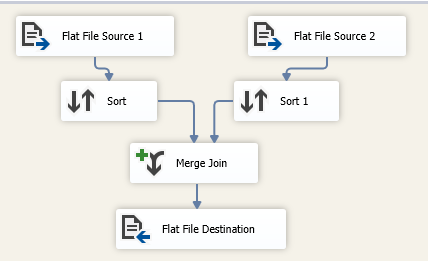 Flat File Source 1
Flat File Source 2
Sort
Sort 1
Merge Join
Flat File Destination